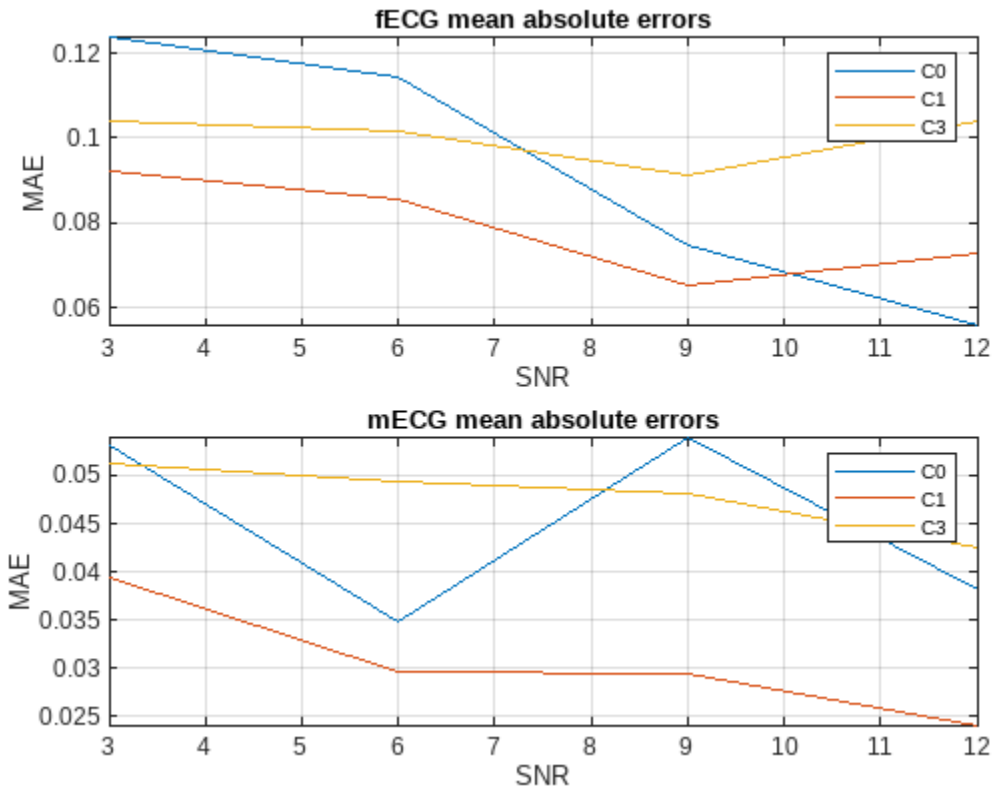 fECG mean absolute errors
0.12
0.1
0.08
0.06
MAE
C0
C1
C3
3 4 5 6 7 8 9 10 11 12
SNR
mECG mean absolute errors
0.05
0.045
0.04
0.035
0.03
0.025
MAE
C0
C1
C3
3 4 5 6 7 8 9 10 11 12
SNR